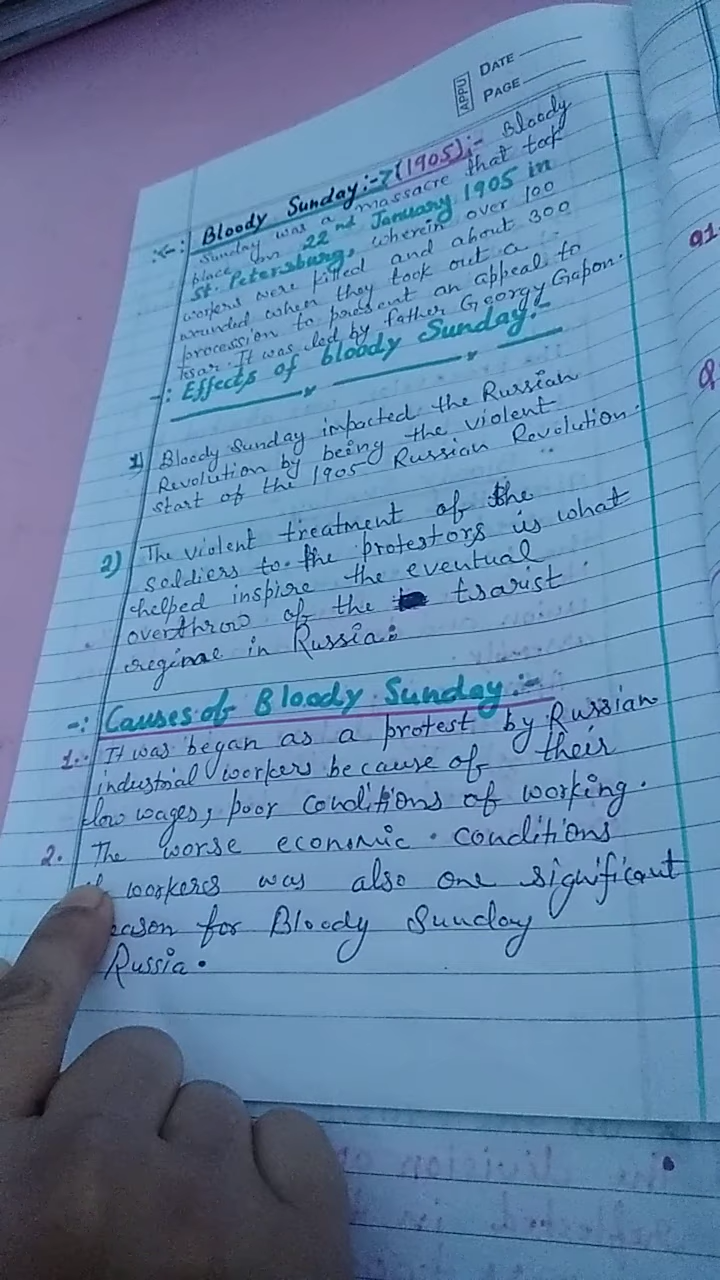 APPU
DATE
PAGE
Bloody Sunday:-7(1905):- Bloody
Sunday was a massacre that took
place on 22nd January 1905 in
St. Petersburg, wherein over 100
workers were killed and about 300
wounded when they took out a
procession to present an appeal to
tsar. It was led by father Georgy Gapon.
-: Effects of bloody Sunday:-
1) Bloody Sunday impacted the Russian
Revolution by being the violent
start of the 1905 Russian Revolution.
2) The violent treatment of the
soldiers to the protestors is what
helped inspire the eventual
overthrow of the tsarist
regime in Russia.
-: Causes of Bloody Sunday:-
1. It was began as a protest by Russian
industrial workers because of their
low wages, poor conditions of working.
2. The worse economic conditions
workers was also one significant
eason for Bloody Sunday
Russia.
Q1
Q